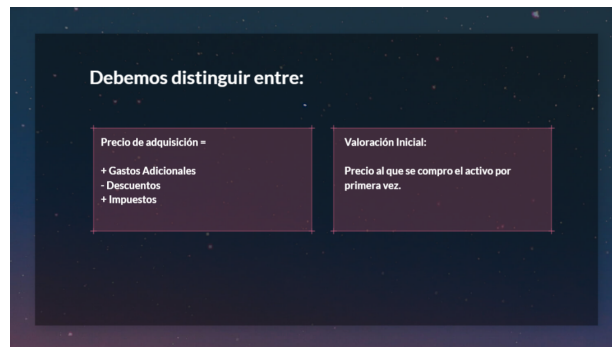 Debemos distinguir entre:
Precio de adquisición =
+ Gastos Adicionales
- Descuentos
+ Impuestos
Valoración Inicial:
Precio al que se compro el activo por
primera vez.